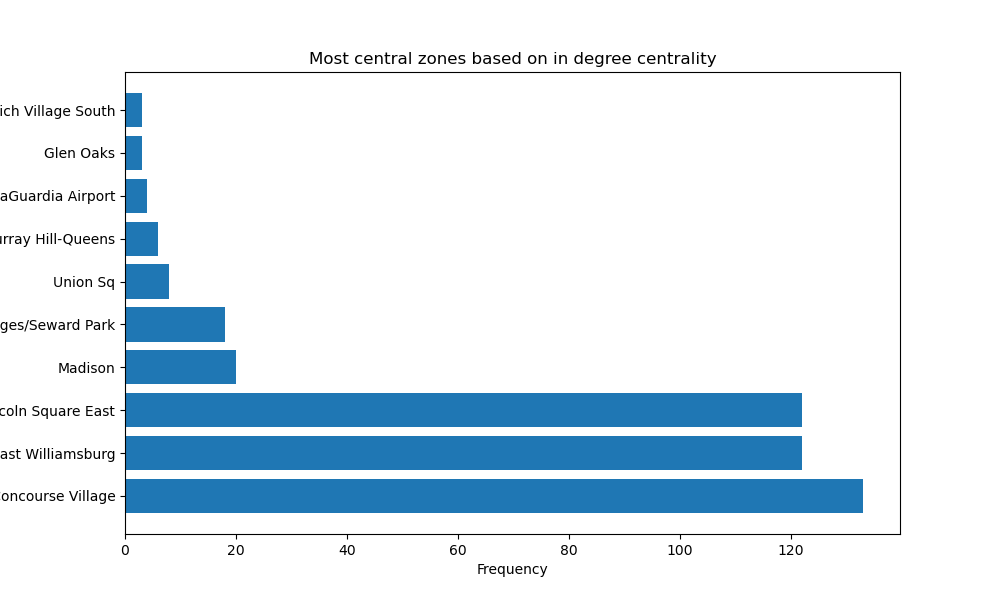 Most central zones based on in degree centrality
ich Village South
Glen Oaks
aGuardia Airport
urray Hill-Queens
Union Sq
ges/Seward Park
Madison
coln Square East
ast Williamsburg
Concourse Village
0 20 40 60 80 100 120
Frequency